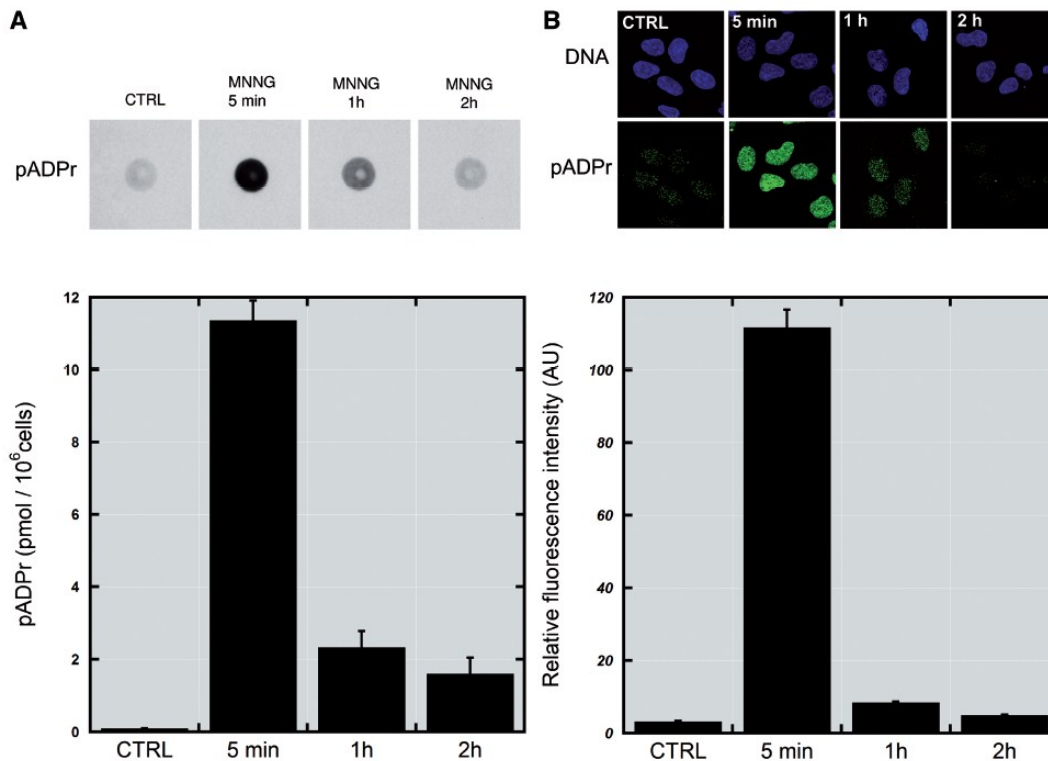 A
CTRL
MNNG
5 min
MNNG
1h
MNNG
2h
pADPr
pADPr (pmol / 10⁶cells)
12
10
8
6
4
2
0
CTRL
5 min
1h
2h
B
CTRL
5 min
1 h
2 h
DNA
pADPr
Relative fluorescence intensity (AU)
120
100
80
60
40
20
0
CTRL
5 min
1h
2h